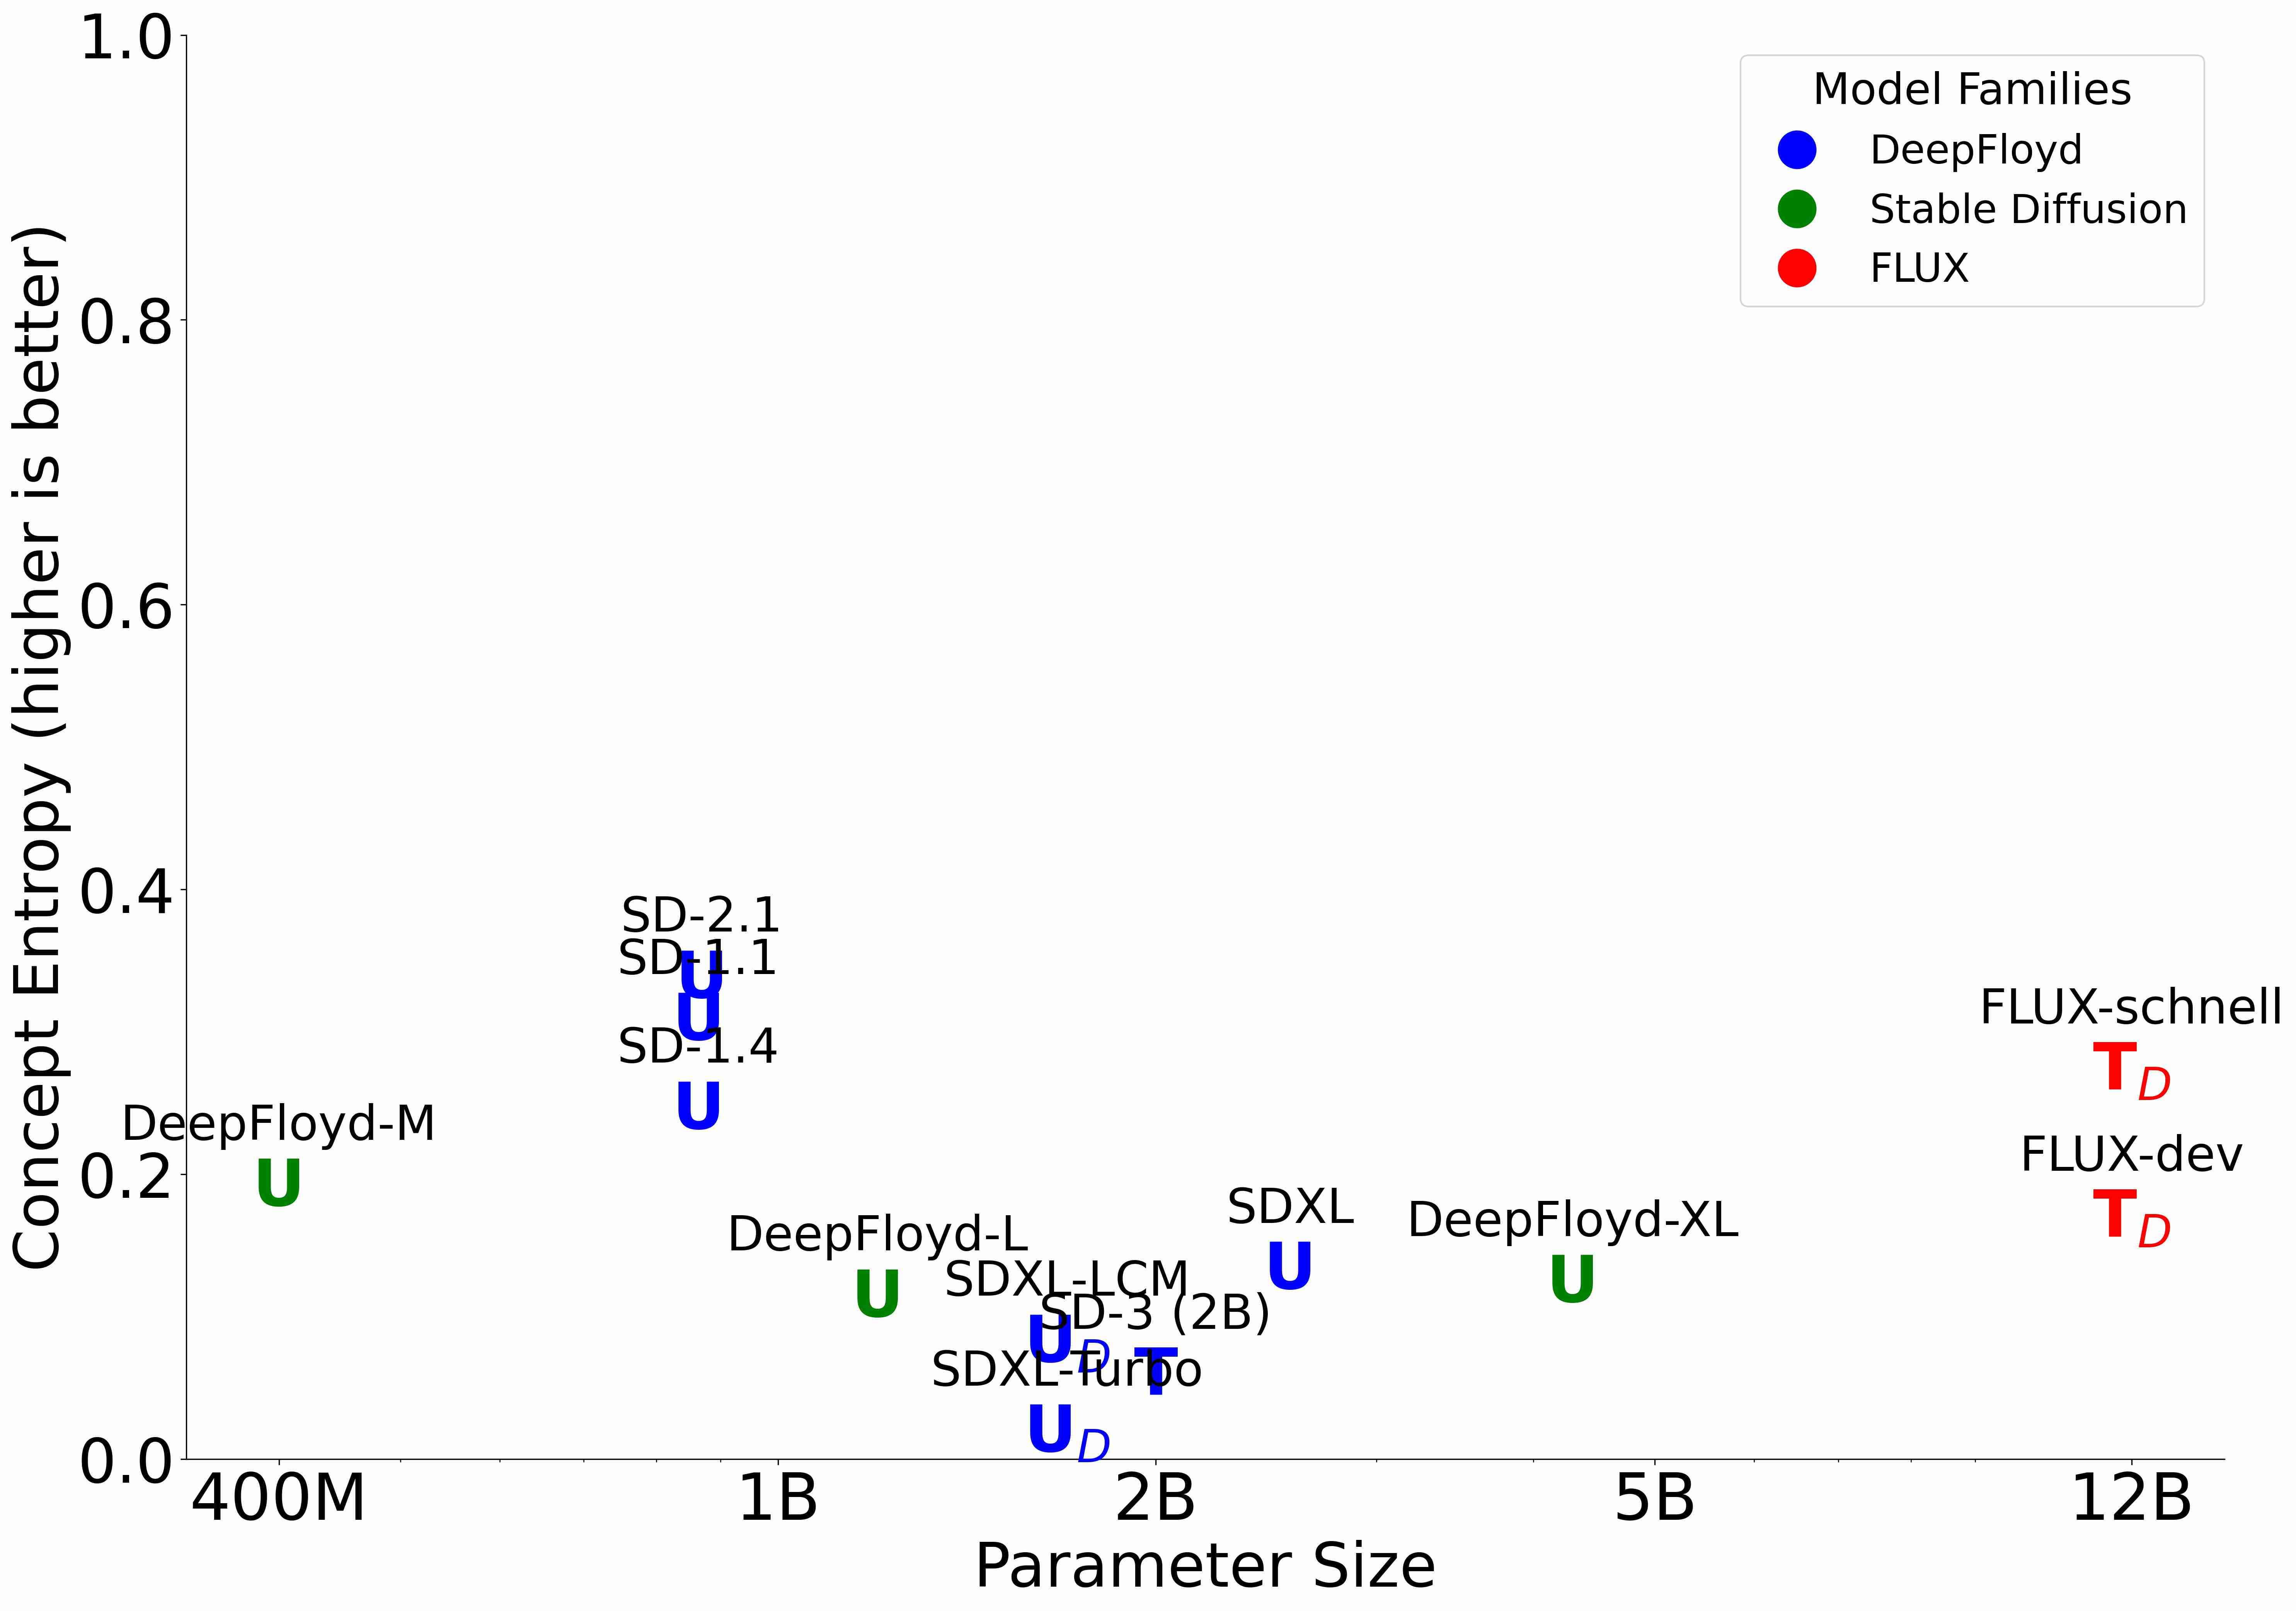 Concept Entropy (higher is better)
1.0
0.8
0.6
0.4
0.2
0.0
Model Families
DeepFloyd
Stable Diffusion
FLUX
SD-2.1
U
SD-1.1
U
SD-1.4
U
DeepFloyd-M
U
DeepFloyd-L
U
SDXL-LCM
U D
SD-3 (2B)
T
SDXL-Turbo
U D
SDXL
U
DeepFloyd-XL
U
FLUX-schnell
T D
FLUX-dev
T D
400M
1B
2B
5B
12B
Parameter Size